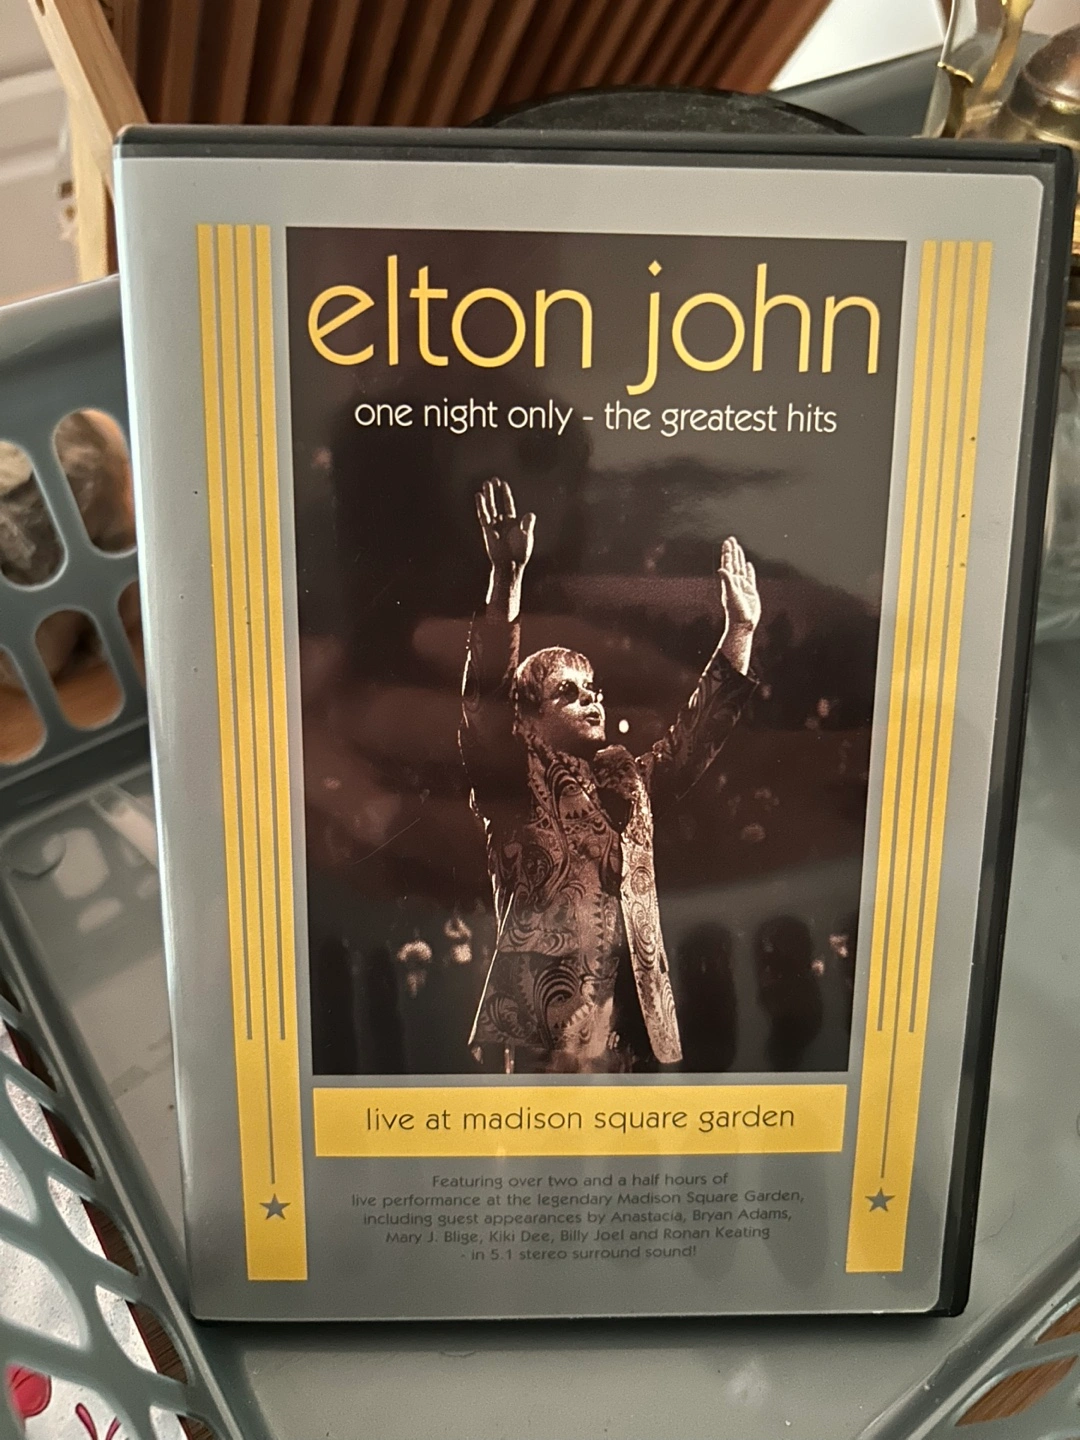 elton john
one night only - the greatest hits
live at madison square garden
Featuring over two and a half hours of
live performance at the legendary Madison Square Garden,
including guest appearances by Anastacia, Bryan Adams,
Mary J. Blige, Kiki Dee, Billy Joel and Ronan Keating
- in 5.1 stereo surround sound!